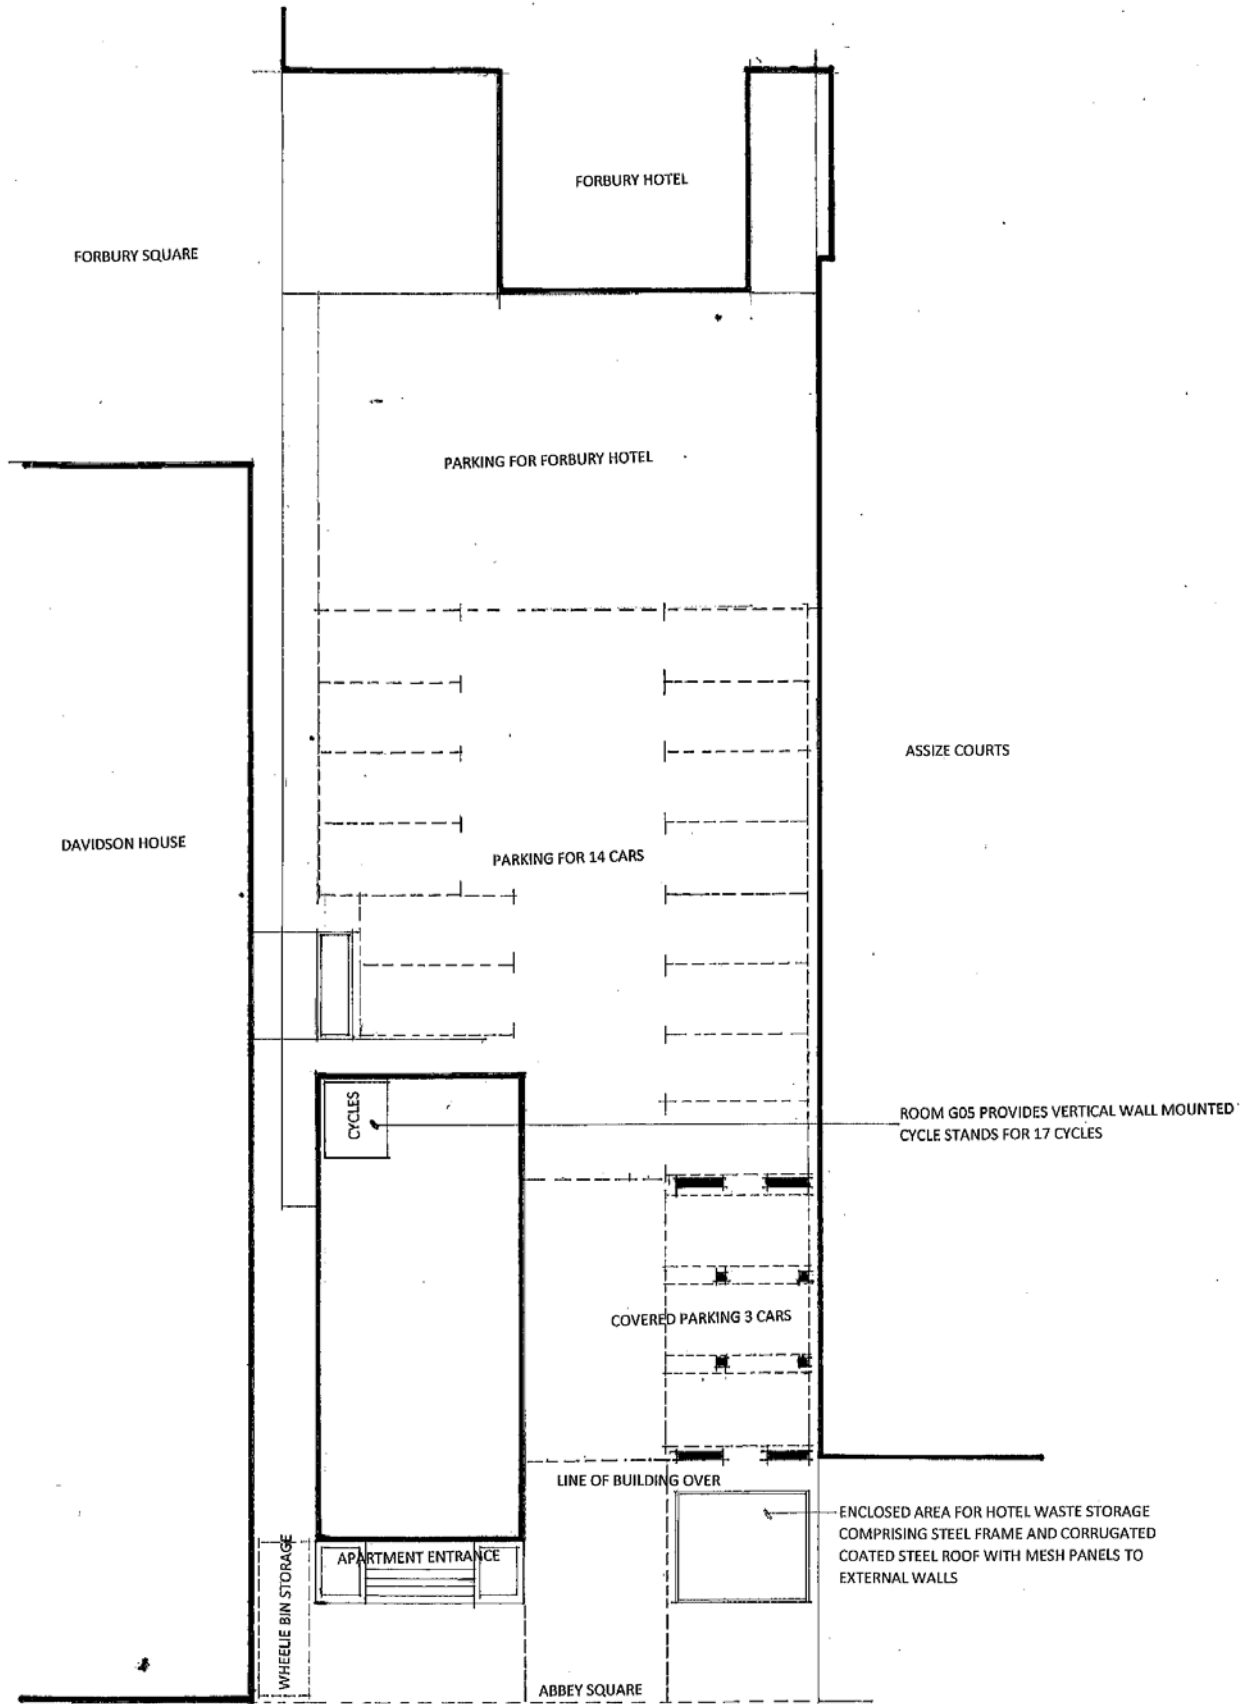 FORBURY HOTEL
FORBURY SQUARE
PARKING FOR FORBURY HOTEL
ASSIZE COURTS
DAVIDSON HOUSE
PARKING FOR 14 CARS
CYCLES
ROOM G05 PROVIDES VERTICAL WALL MOUNTED
CYCLE STANDS FOR 17 CYCLES
COVERED PARKING 3 CARS
LINE OF BUILDING OVER
ENCLOSED AREA FOR HOTEL WASTE STORAGE
COMPRISING STEEL FRAME AND CORRUGATED
COATED STEEL ROOF WITH MESH PANELS TO
EXTERNAL WALLS
APARTMENT ENTRANCE
WHEELIE BIN STORAGE
ABBEY SQUARE